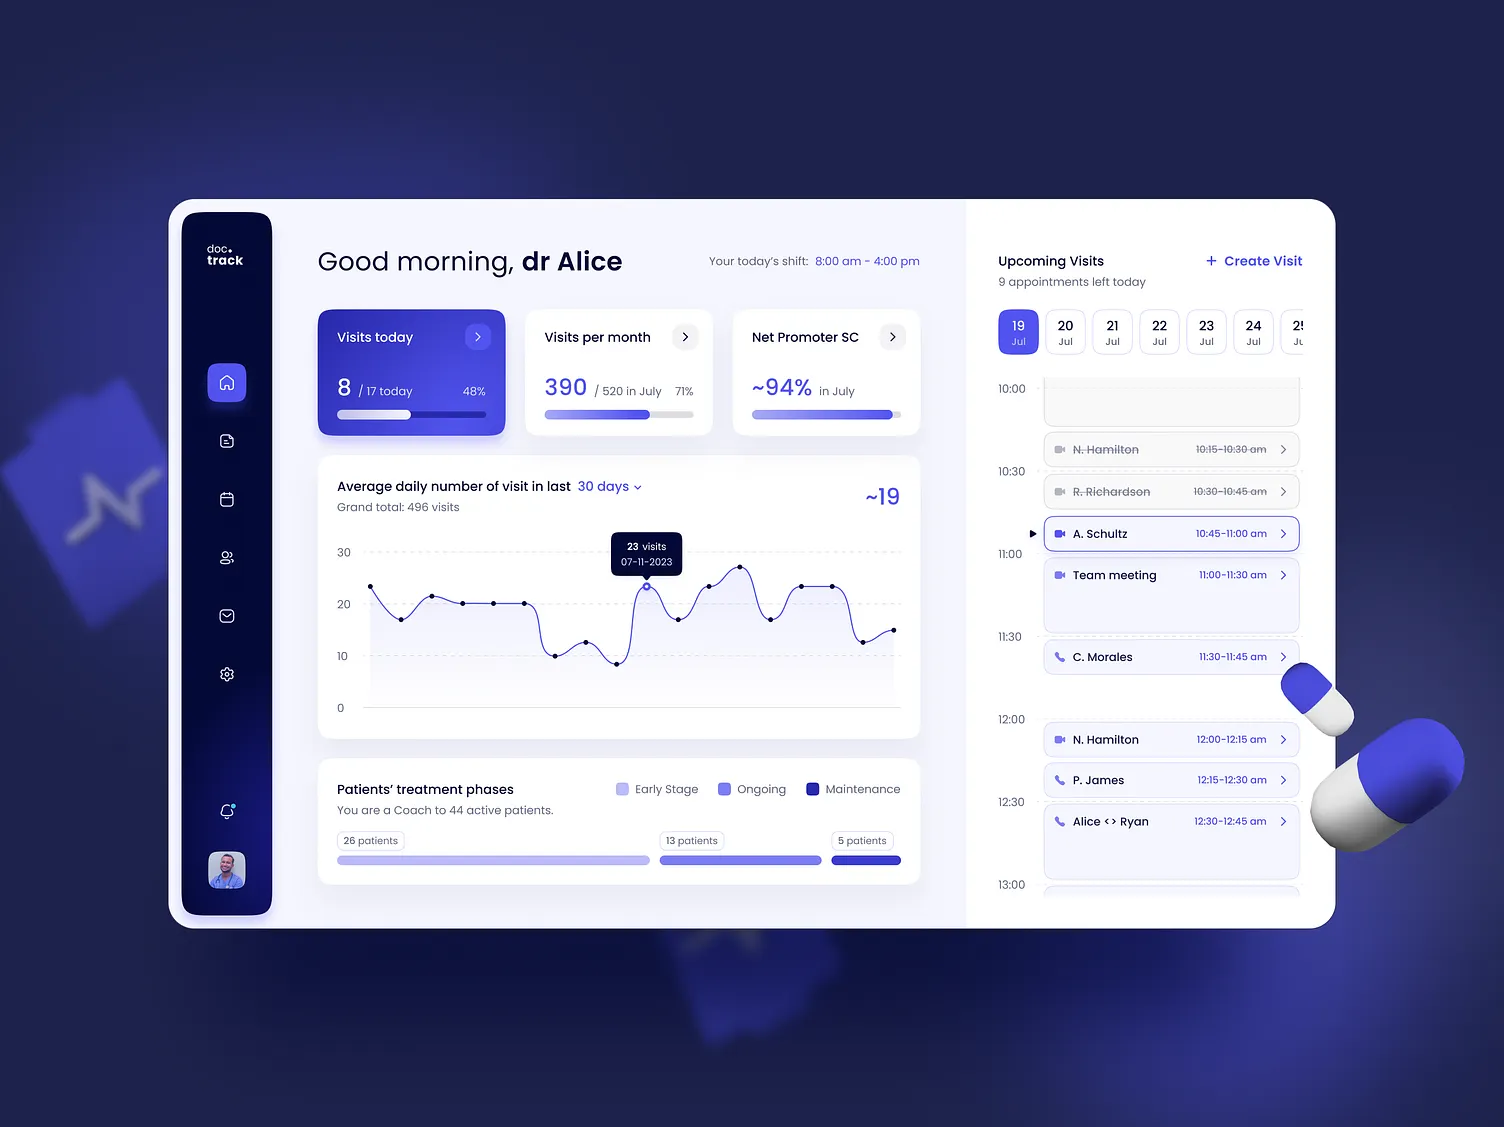 doc.
track
Good morning, dr Alice
Your today's shift: 8:00 am - 4:00 pm
Visits today
8 / 17 today 48%
Visits per month
390 / 520 in July 71%
Net Promoter SC
~94% in July
Average daily number of visit in last 30 days
Grand total: 496 visits
~19
30
20
10
0
23 visits
07-11-2023
Patients' treatment phases
You are a Coach to 44 active patients.
Early Stage
Ongoing
Maintenance
26 patients
13 patients
5 patients
Upcoming Visits
+ Create Visit
9 appointments left today
19 Jul
20 Jul
21 Jul
22 Jul
23 Jul
24 Jul
10:00
N. Hamilton 10:15-10:30 am
10:30
R. Richardson 10:30-10:45 am
A. Schultz 10:45-11:00 am
11:00
Team meeting 11:00-11:30 am
11:30
C. Morales 11:30-11:45 am
12:00
N. Hamilton 12:00-12:15 am
P. James 12:15-12:30 am
12:30
Alice <> Ryan 12:30-12:45 am
13:00